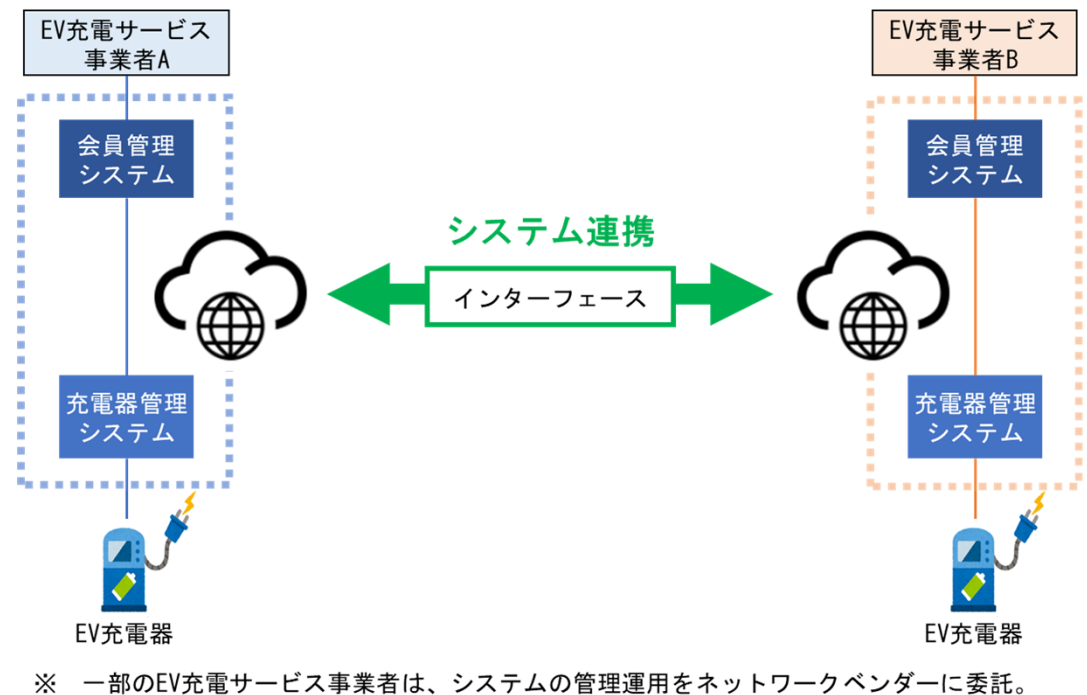 EV充電サービス
事業者A
EV充電サービス
事業者B
会員管理
システム
会員管理
システム
システム連携
インターフェース
充電器管理
システム
充電器管理
システム
EV充電器
EV充電器
※　一部のEV充電サービス事業者は、システムの管理運用をネットワークベンダーに委託。